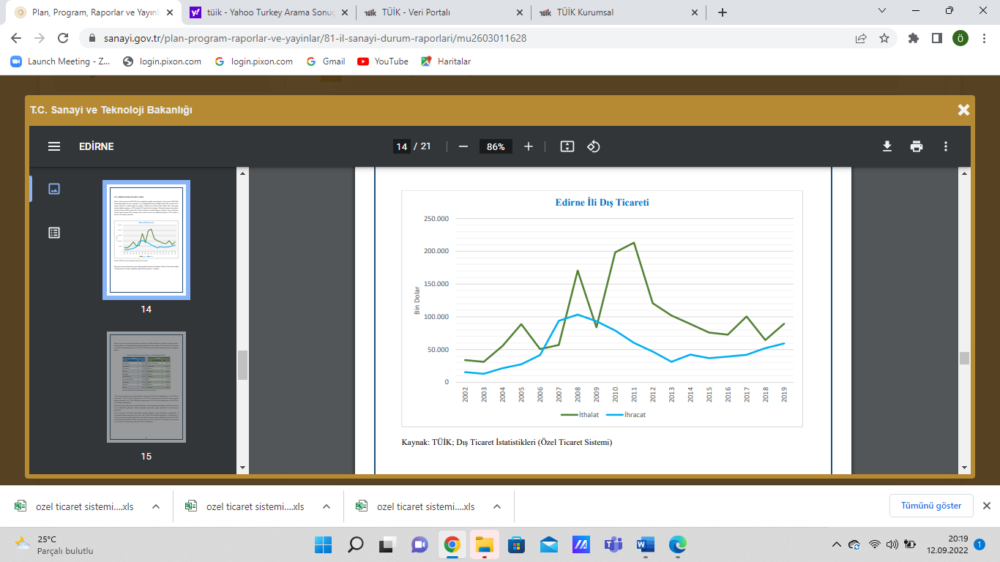 Plan, Program, Raporlar ve Yayınl
tüik - Yahoo Turkey Arama Sonuç
TÜİK - Veri Portalı
TÜİK Kurumsal
sanayi.gov.tr/plan-program-raporlar-ve-yayinlar/81-il-sanayi-durum-raporlari/mu2603011628
Ö
Launch Meeting - Z...
login.pixon.com
login.pixon.com
Gmail
YouTube
Haritalar
T.C. Sanayi ve Teknoloji Bakanlığı
EDİRNE
14 / 21
86%
14
15
Edirne İli Dış Ticareti
250.000
200.000
150.000
100.000
50.000
0
Bin Dolar
2002
2003
2004
2005
2006
2007
2008
2009
2010
2011
2012
2013
2014
2015
2016
2017
2018
2019
İthalat
İhracat
Kaynak: TÜİK; Dış Ticaret İstatistikleri (Özel Ticaret Sistemi)
ozel ticaret sistemi....xls
ozel ticaret sistemi....xls
ozel ticaret sistemi....xls
Tümünü göster
25°C
Parçalı bulutlu
20:19
12.09.2022
1